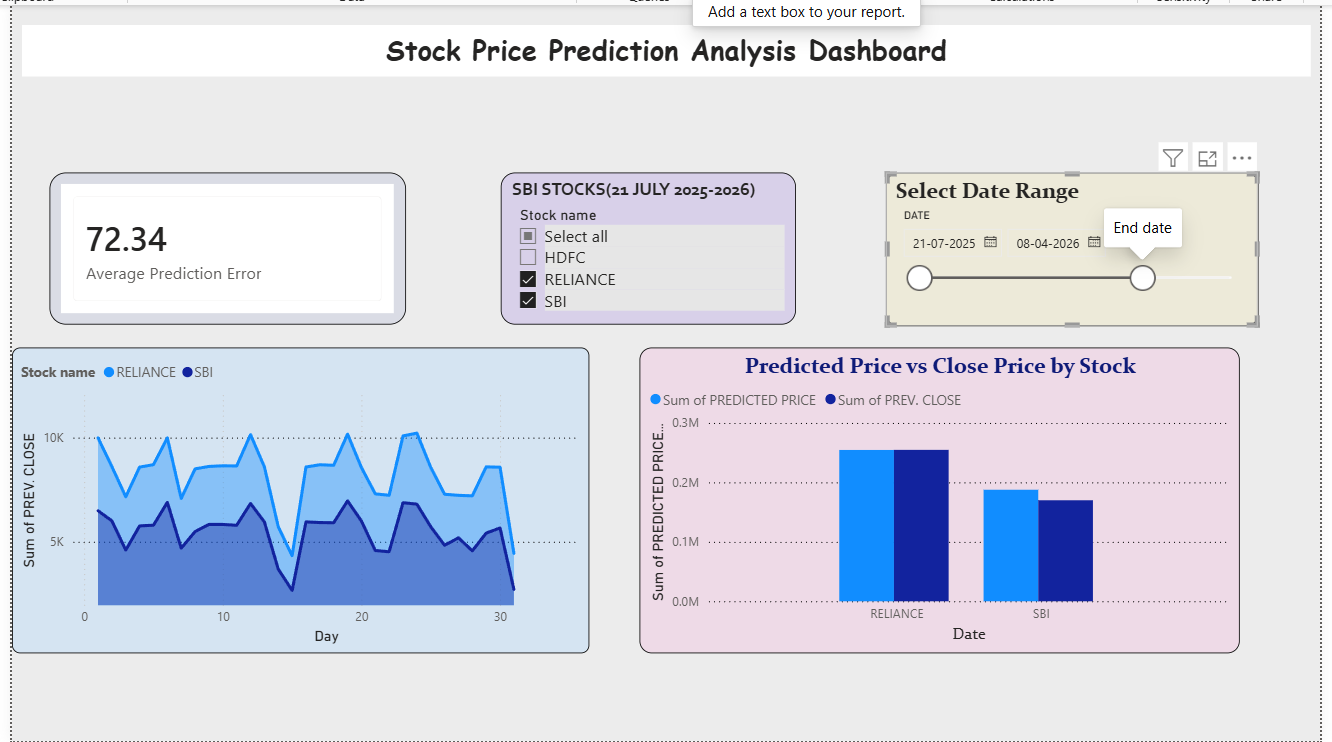 Add a text box to your report.
Stock Price Prediction Analysis Dashboard
72.34
Average Prediction Error
SBI STOCKS(21 JULY 2025-2026)
Stock name
Select all
HDFC
RELIANCE
SBI
Select Date Range
DATE
21-07-2025 08-04-2026
End date
Stock name RELIANCE SBI
Sum of PREV. CLOSE
10K
5K
0 10 20 30
Day
Predicted Price vs Close Price by Stock
Sum of PREDICTED PRICE Sum of PREV. CLOSE
Sum of PREDICTED PRICE...
0.3M
0.2M
0.1M
0.0M
RELIANCE SBI
Date